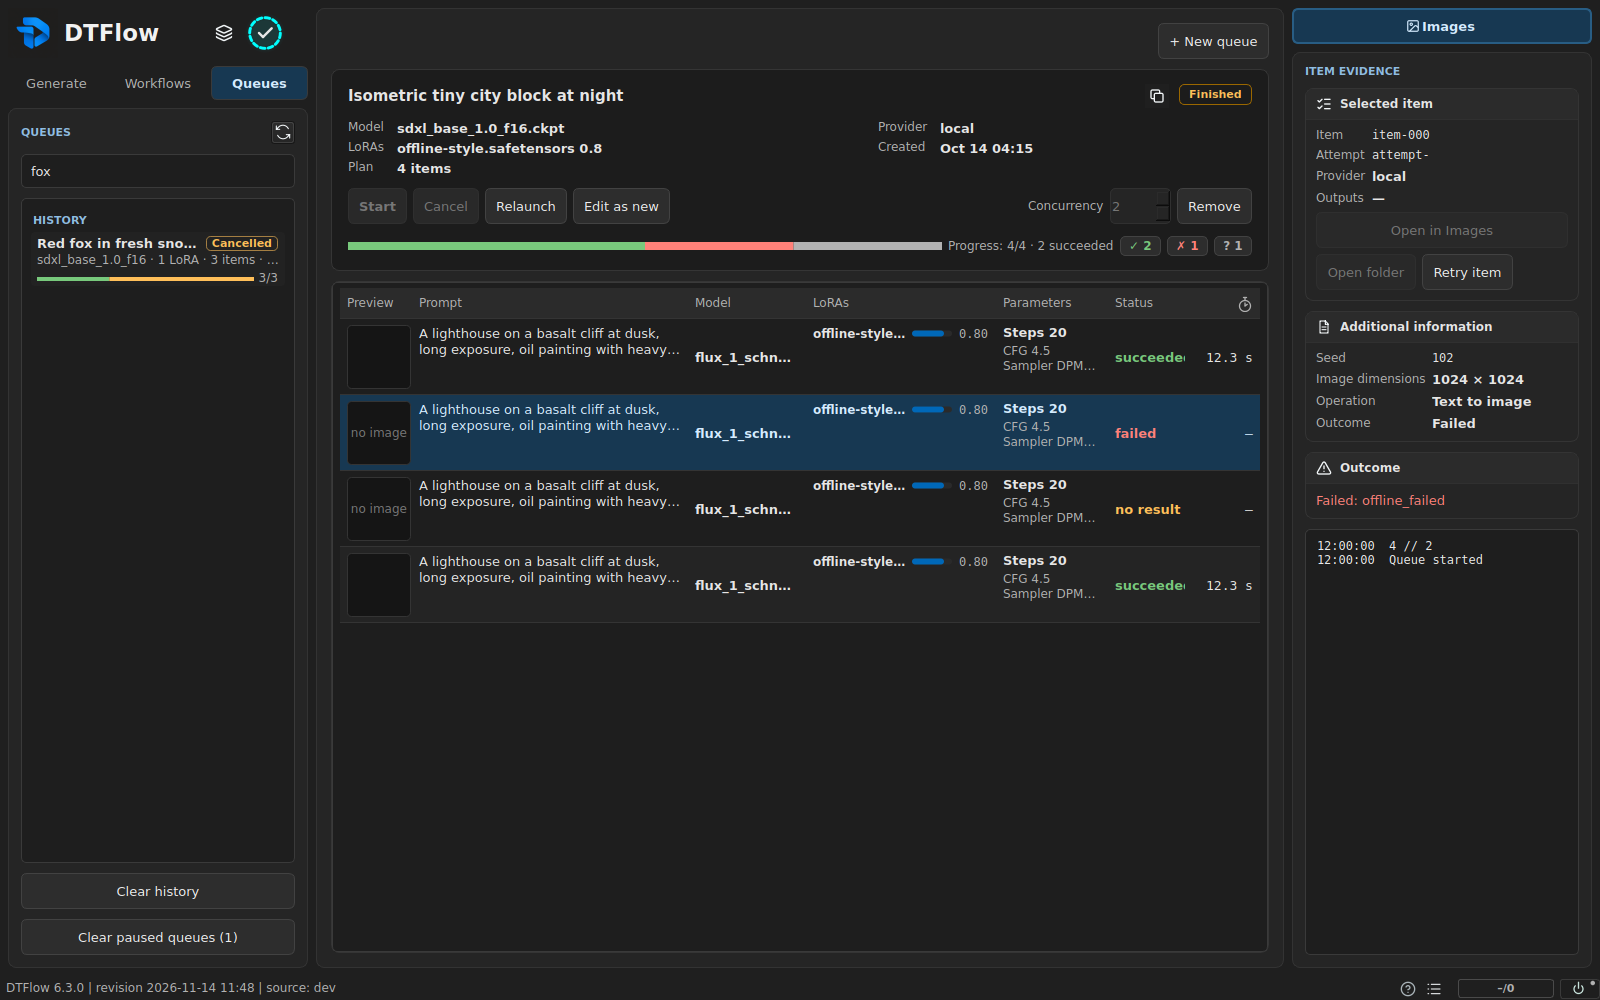 DTFlow
Generate
Workflows
Queues
QUEUES
fox
HISTORY
Red fox in fresh sno...
Cancelled
sdxl_base_1.0_f16 · 1 LoRA · 3 items · ...
3/3
Clear history
Clear paused queues (1)
+ New queue
Isometric tiny city block at night
Finished
Model sdxl_base_1.0_f16.ckpt
LoRAs offline-style.safetensors 0.8
Plan 4 items
Provider local
Created Oct 14 04:15
Start
Cancel
Relaunch
Edit as new
Concurrency 2
Remove
Progress: 4/4 · 2 succeeded
✓ 2
✗ 1
? 1
Preview Prompt Model LoRAs Parameters Status
A lighthouse on a basalt cliff at dusk,
long exposure, oil painting with heavy...
flux_1_schn...
offline-style... 0.80
Steps 20
CFG 4.5
Sampler DPM...
succeeded
12.3 s
no image
A lighthouse on a basalt cliff at dusk,
long exposure, oil painting with heavy...
flux_1_schn...
offline-style... 0.80
Steps 20
CFG 4.5
Sampler DPM...
failed
–
no image
A lighthouse on a basalt cliff at dusk,
long exposure, oil painting with heavy...
flux_1_schn...
offline-style... 0.80
Steps 20
CFG 4.5
Sampler DPM...
no result
–
A lighthouse on a basalt cliff at dusk,
long exposure, oil painting with heavy...
flux_1_schn...
offline-style... 0.80
Steps 20
CFG 4.5
Sampler DPM...
succeeded
12.3 s
Images
ITEM EVIDENCE
Selected item
Item item-000
Attempt attempt-
Provider local
Outputs —
Open in Images
Open folder
Retry item
Additional information
Seed 102
Image dimensions 1024 × 1024
Operation Text to image
Outcome Failed
Outcome
Failed: offline_failed
12:00:00 4 // 2
12:00:00 Queue started
DTFlow 6.3.0 | revision 2026-11-14 11:48 | source: dev
–/0